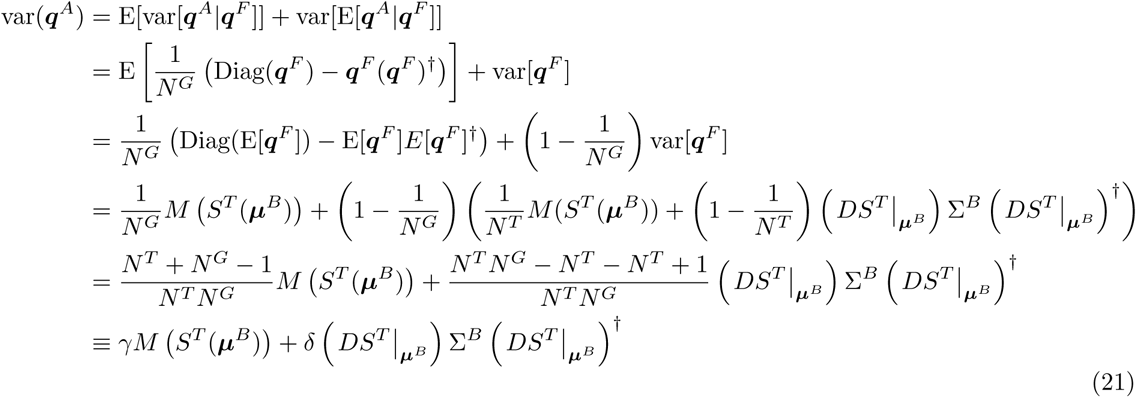 var(𝒒^A) = E[var[𝒒^A|𝒒^F]] + var[E[𝒒^A|𝒒^F]]
= E [ 1/N^G (Diag(𝒒^F) − 𝒒^F(𝒒^F)^†) ] + var[𝒒^F]
= 1/N^G (Diag(E[𝒒^F]) − E[𝒒^F]E[𝒒^F]^†) + (1 − 1/N^G) var[𝒒^F]
= 1/N^G M (S^T(𝝁^B)) + (1 − 1/N^G) (1/N^T M(S^T(𝝁^B)) + (1 − 1/N^T) (DS^T|_{𝝁^B}) Σ^B (DS^T|_{𝝁^B})^†)
= (N^T + N^G − 1)/(N^T N^G) M (S^T(𝝁^B)) + (N^T N^G − N^T − N^T + 1)/(N^T N^G) (DS^T|_{𝝁^B}) Σ^B (DS^T|_{𝝁^B})^†
≡ γM (S^T(𝝁^B)) + δ (DS^T|_{𝝁^B}) Σ^B (DS^T|_{𝝁^B})^†
(21)